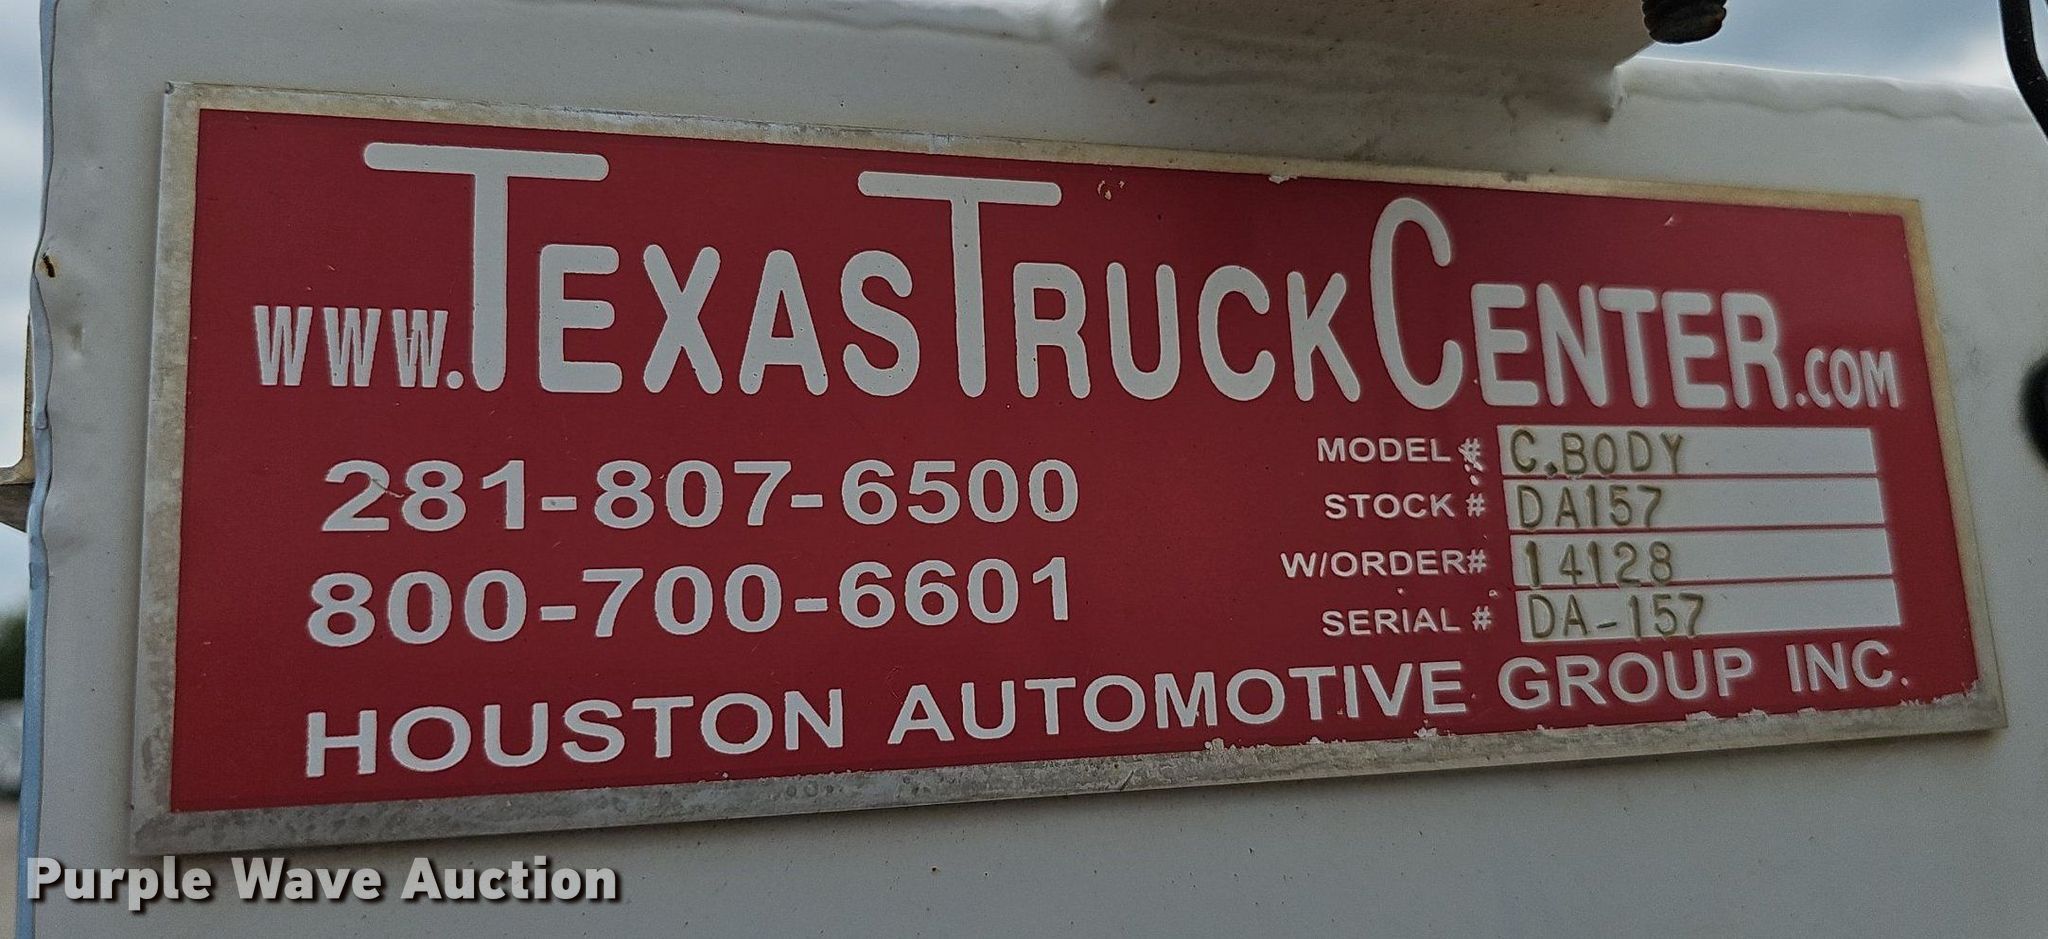 www.TexasTruckCenter.com
281-807-6500
800-700-6601
MODEL # C.BODY
STOCK # DA157
W/ORDER# 14128
SERIAL # DA-157
HOUSTON AUTOMOTIVE GROUP INC.
Purple Wave Auction